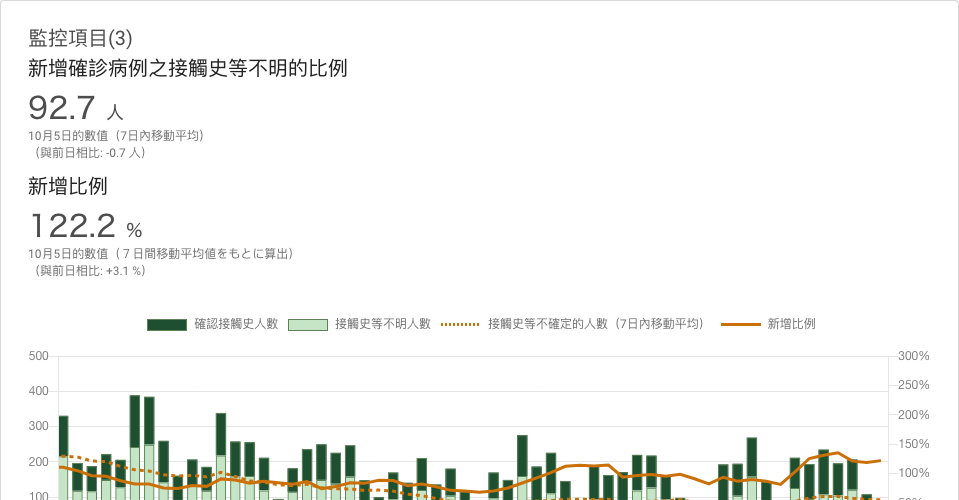 監控項目(3)
新增確診病例之接觸史等不明的比例
92.7 人
10月5日的數值（7日內移動平均）
（與前日相比: -0.7 人）
新增比例
122.2 %
10月5日的數值（７日間移動平均値をもとに算出）
（與前日相比: +3.1 %）
確認接觸史人數 接觸史等不明人數 接觸史等不確定的人數（7日內移動平均） 新增比例
500 300%
400 250%
300 200%
200 150%
100 100%